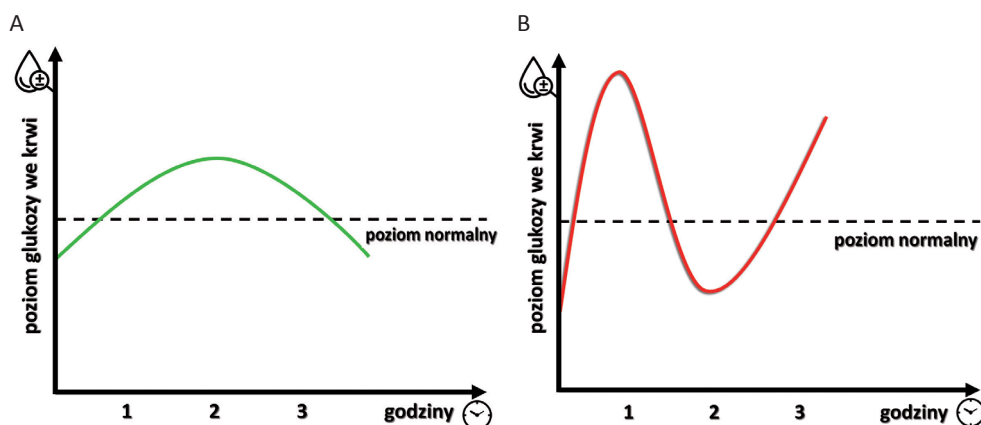 A
poziom glukozy we krwi
poziom normalny
1 2 3 godziny
B
poziom glukozy we krwi
poziom normalny
1 2 3 godziny